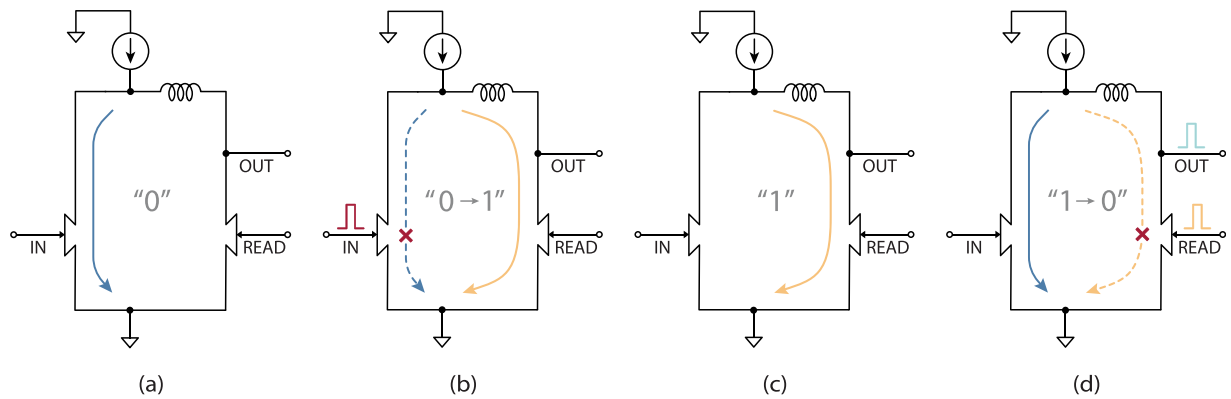 OUT
“0”
IN
READ
(a)
OUT
“0→1”
IN
READ
(b)
OUT
“1”
IN
READ
(c)
OUT
“1→0”
IN
READ
(d)